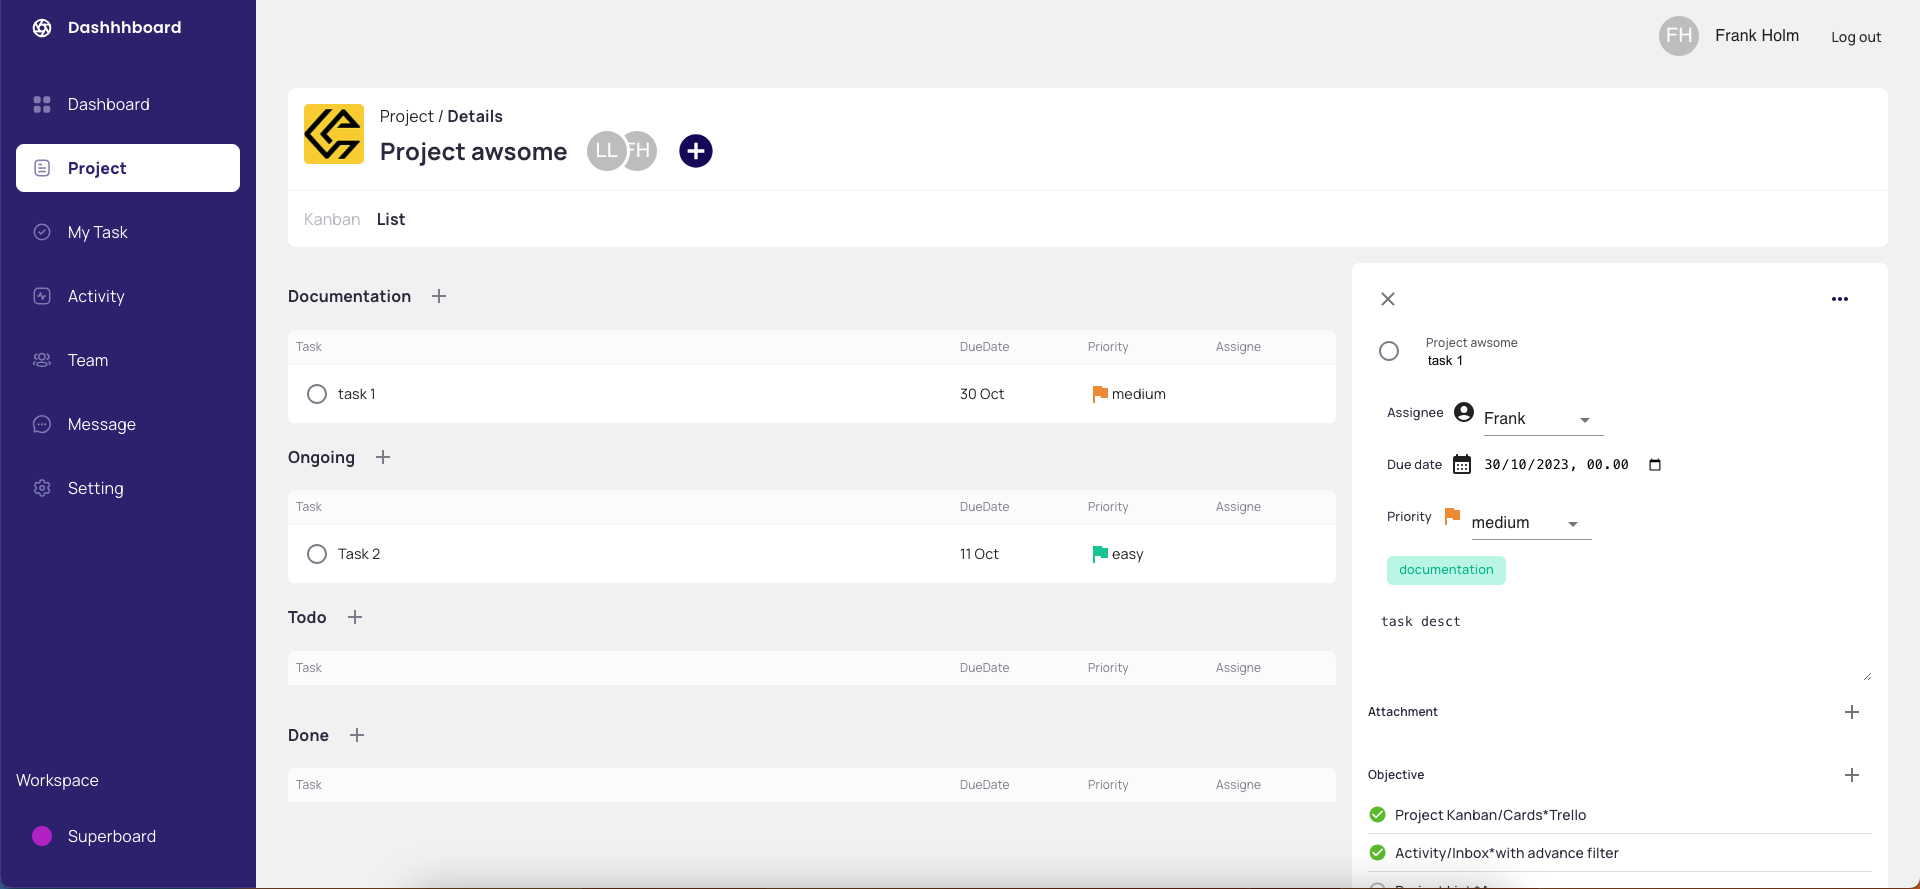 Dashhhboard
Dashboard
Project
My Task
Activity
Team
Message
Setting
Workspace
Superboard
FH Frank Holm Log out
Project / Details
Project awsome LL FH
Kanban List
Documentation
Task DueDate Priority Assigne
task 1 30 Oct medium
Ongoing
Task DueDate Priority Assigne
Task 2 11 Oct easy
Todo
Task DueDate Priority Assigne
Done
Task DueDate Priority Assigne
Project awsome
task 1
Assignee Frank
Due date 30/10/2023, 00.00
Priority medium
documentation
task desct
Attachment
Objective
Project Kanban/Cards*Trello
Activity/Inbox*with advance filter